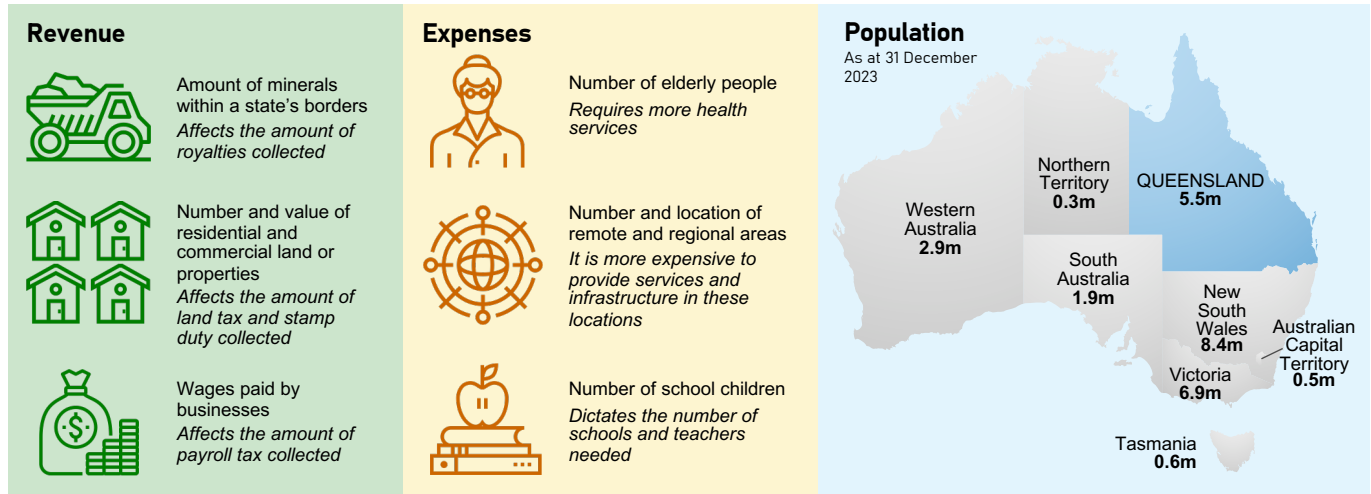 Revenue
Amount of minerals
within a state's borders
Affects the amount of
royalties collected
Number and value of
residential and
commercial land or
properties
Affects the amount of
land tax and stamp
duty collected
$
Wages paid by
businesses
Affects the amount of
payroll tax collected
Expenses
Number of elderly people
Requires more health
services
Number and location of
remote and regional areas
It is more expensive to
provide services and
infrastructure in these
locations
Number of school children
Dictates the number of
schools and teachers
needed
Population
As at 31 December
2023
Western
Australia
2.9m
Northern
Territory
0.3m
QUEENSLAND
5.5m
South
Australia
1.9m
New
South
Wales
8.4m
Australian
Capital
Territory
0.5m
Victoria
6.9m
Tasmania
0.6m